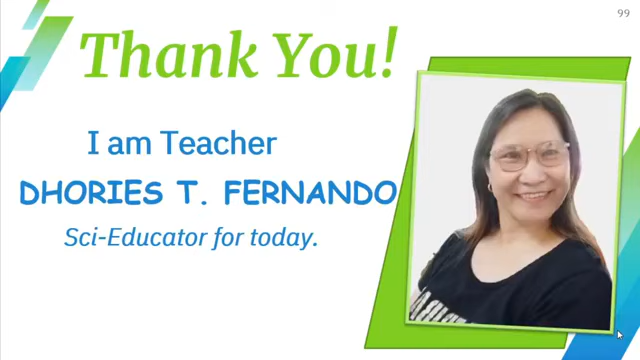 99
Thank You!
I am Teacher
DHORIES T. FERNANDO
Sci-Educator for today.